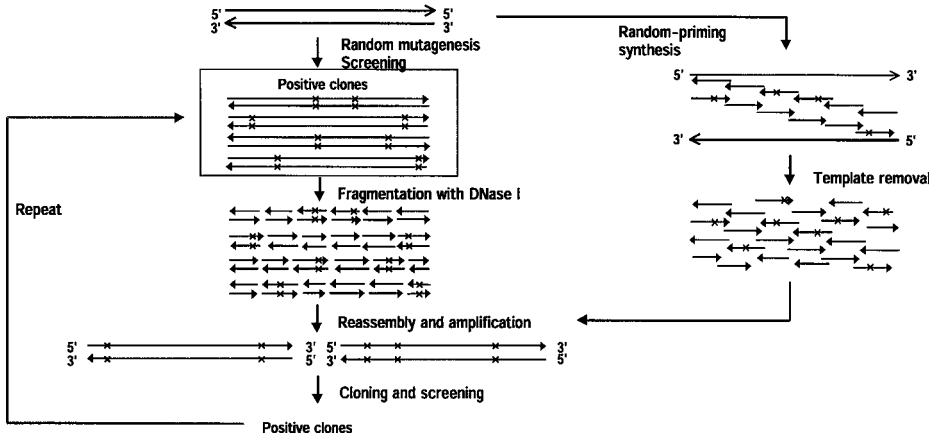 5' 5'
3' 3'
Random mutagenesis
Screening
Random-priming
synthesis
Positive clones
5' 3'
3' 5'
Fragmentation with DNase I
Template removal
Repeat
Reassembly and amplification
5' 3' 5' 3'
3' 5' 3' 5'
Cloning and screening
Positive clones